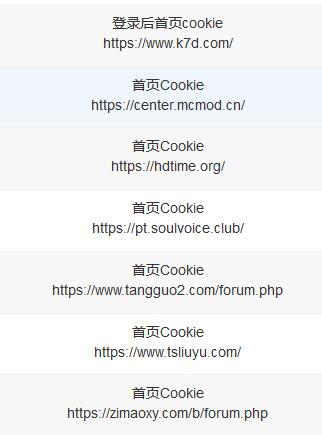 登录后首页cookie
https://www.k7d.com/
首页Cookie
https://center.mcmod.cn/
首页Cookie
https://hdtime.org/
首页Cookie
https://pt.soulvoice.club/
首页Cookie
https://www.tangguo2.com/forum.php
首页Cookie
https://www.tsliuyu.com/
首页Cookie
https://zimaoxy.com/b/forum.php